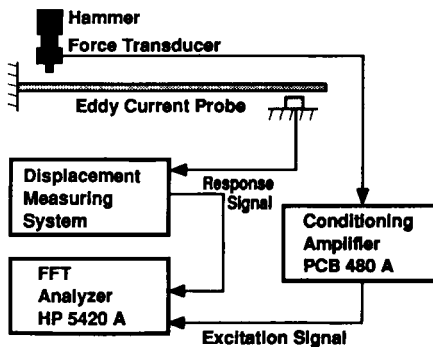 Hammer
Force Transducer
Eddy Current Probe
Displacement
Measuring
System
Response
Signal
Conditioning
Amplifier
PCB 480 A
FFT
Analyzer
HP 5420 A
Excitation Signal